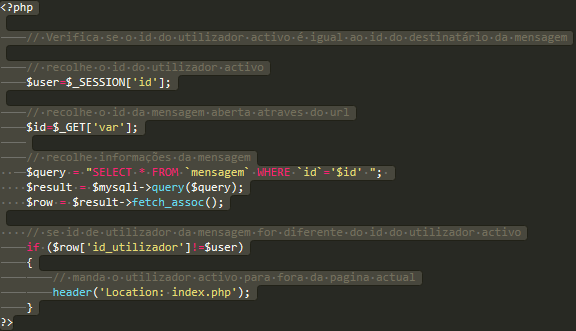 <?php
// Verifica se o id do utilizador activo é igual ao id do destinatário da mensagem
// recolhe o id do utilizador activo
$user=$_SESSION['id'];
// recolhe o id da mensagem aberta atraves do url
$id=$_GET['var'];
// recolhe informações da mensagem
$query = "SELECT * FROM `mensagem` WHERE `id`='$id' ";
$result = $mysqli->query($query);
$row = $result->fetch_assoc();
// se id de utilizador da mensagem for diferente do id do utilizador activo
if ($row['id_utilizador']!=$user)
{
// manda o utilizador activo para fora da pagina actual
header('Location: index.php');
}
?>